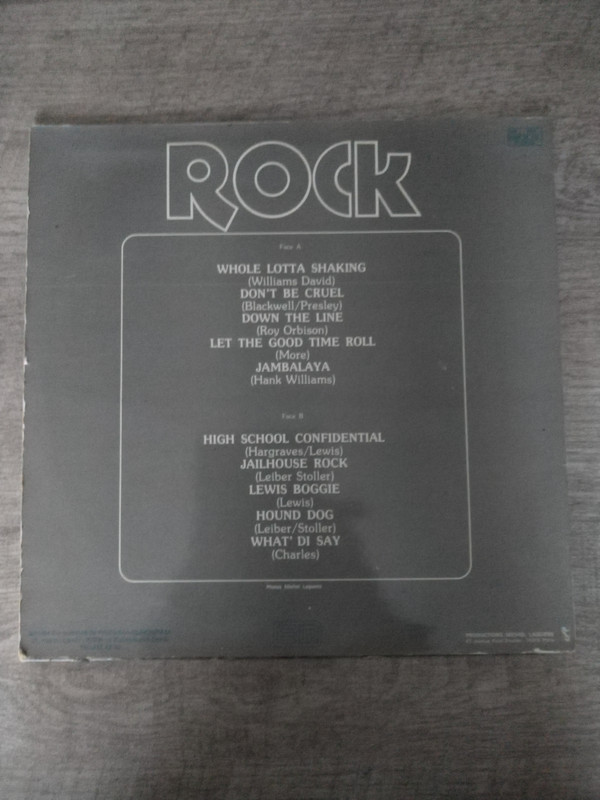 ROCK
Face A
WHOLE LOTTA SHAKING
(Williams David)
DON'T BE CRUEL
(Blackwell/Presley)
DOWN THE LINE
(Roy Orbison)
LET THE GOOD TIME ROLL
(More)
JAMBALAYA
(Hank Williams)
Face B
HIGH SCHOOL CONFIDENTIAL
(Hargraves/Lewis)
JAILHOUSE ROCK
(Leiber Stoller)
LEWIS BOGGIE
(Lewis)
HOUND DOG
(Leiber/Stoller)
WHAT' DI SAY
(Charles)
PRODUCTIONS MICHEL